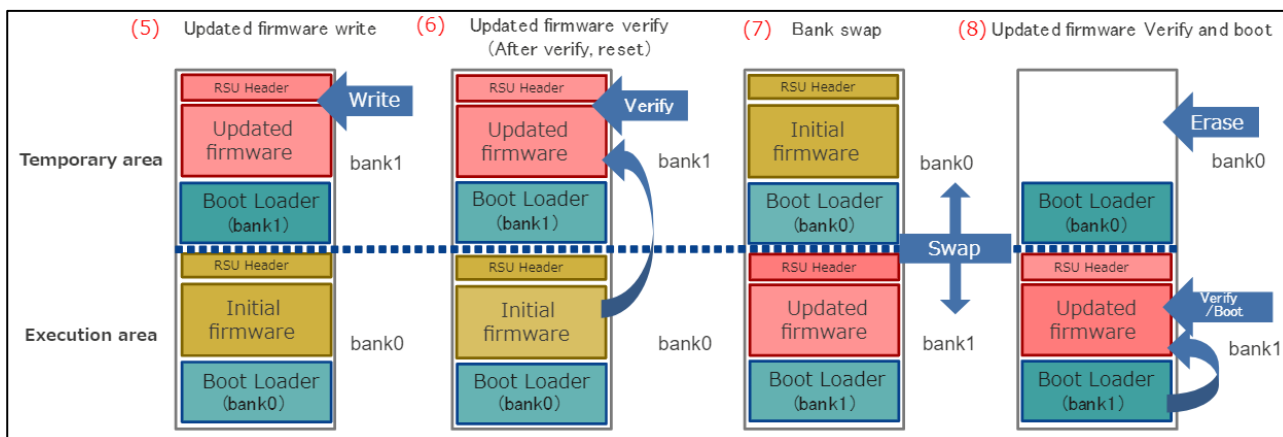 (5) Updated firmware write
(6) Updated firmware verify
(After verify, reset)
(7) Bank swap
(8) Updated firmware Verify and boot
Temporary area
Execution area
RSU Header
Write
Updated
firmware
bank1
Boot Loader
(bank1)
RSU Header
Initial
firmware
bank0
Boot Loader
(bank0)
RSU Header
Verify
Updated
firmware
bank1
Boot Loader
(bank1)
RSU Header
Initial
firmware
bank0
Boot Loader
(bank0)
RSU Header
Initial
firmware
bank0
Boot Loader
(bank0)
Swap
RSU Header
Updated
firmware
bank1
Boot Loader
(bank1)
Erase
bank0
Boot Loader
(bank0)
RSU Header
Updated
firmware
Verify
/Boot
bank1
Boot Loader
(bank1)